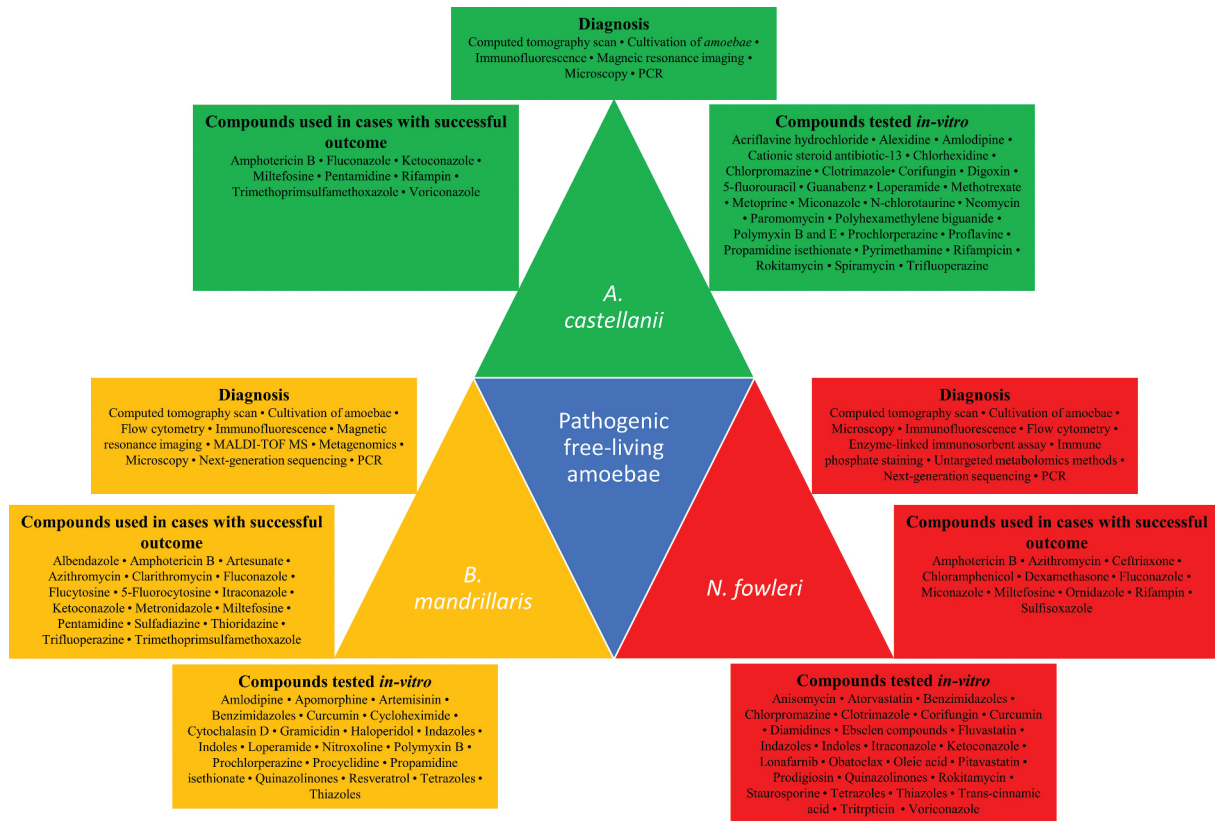 Diagnosis
Computed tomography scan • Cultivation of amoebae •
Immunofluorescence • Magneic resonance imaging •
Microscopy • PCR
Compounds used in cases with successful
outcome
Amphotericin B • Fluconazole • Ketoconazole •
Miltefosine • Pentamidine • Rifampin •
Trimethoprimsulfamethoxazole • Voriconazole
Compounds tested in-vitro
Acriflavine hydrochloride • Alexidine • Amlodipine •
Cationic steroid antibiotic-13 • Chlorhexidine •
Chlorpromazine • Clotrimazole• Corifungin • Digoxin •
5-fluorouracil • Guanabenz • Loperamide • Methotrexate
• Metoprine • Miconazole • N-chlorotaurine • Neomycin
• Paromomycin • Polyhexamethylene biguanide •
Polymyxin B and E • Prochlorperazine • Proflavine •
Propamidine isethionate • Pyrimethamine • Rifampicin •
Rokitamycin • Spiramycin • Trifluoperazine
A.
castellanii
Diagnosis
Computed tomography scan • Cultivation of amoebae •
Flow cytometry • Immunofluorescence • Magnetic
resonance imaging • MALDI-TOF MS • Metagenomics •
Microscopy • Next-generation sequencing • PCR
Pathogenic
free-living
amoebae
Diagnosis
Computed tomography scan • Cultivation of amoebae •
Microscopy • Immunofluorescence • Flow cytometry •
Enzyme-linked immunosorbent assay • Immune
phosphate staining • Untargeted metabolomics methods •
Next-generation sequencing • PCR
Compounds used in cases with successful
outcome
Albendazole • Amphotericin B • Artesunate •
Azithromycin • Clarithromycin • Fluconazole •
Flucytosine • 5-Fluorocytosine • Itraconazole •
Ketoconazole • Metronidazole • Miltefosine •
Pentamidine • Sulfadiazine • Thioridazine •
Trifluoperazine • Trimethoprimsulfamethoxazole
B.
mandrillaris
N. fowleri
Compounds used in cases with successful
outcome
Amphotericin B • Azithromycin • Ceftriaxone •
Chloramphenicol • Dexamethasone • Fluconazole •
Miconazole • Miltefosine • Ornidazole • Rifampin •
Sulfisoxazole
Compounds tested in-vitro
Amlodipine • Apomorphine • Artemisinin •
Benzimidazoles • Curcumin • Cycloheximide •
Cytochalasin D • Gramicidin • Haloperidol • Indazoles •
Indoles • Loperamide • Nitroxoline • Polymyxin B •
Prochlorperazine • Procyclidine • Propamidine
isethionate • Quinazolinones • Resveratrol • Tetrazoles •
Thiazoles
Compounds tested in-vitro
Anisomycin • Atorvastatin • Benzimidazoles •
Chlorpromazine • Clotrimazole • Corifungin • Curcumin
• Diamidines • Ebselen compounds • Fluvastatin •
Indazoles • Indoles • Itraconazole • Ketoconazole •
Lonafarnib • Obatoclax • Oleic acid • Pitavastatin •
Prodigiosin • Quinazolinones • Rokitamycin •
Staurosporine • Tetrazoles • Thiazoles • Trans-cinnamic
acid • Tritrpticin • Voriconazole